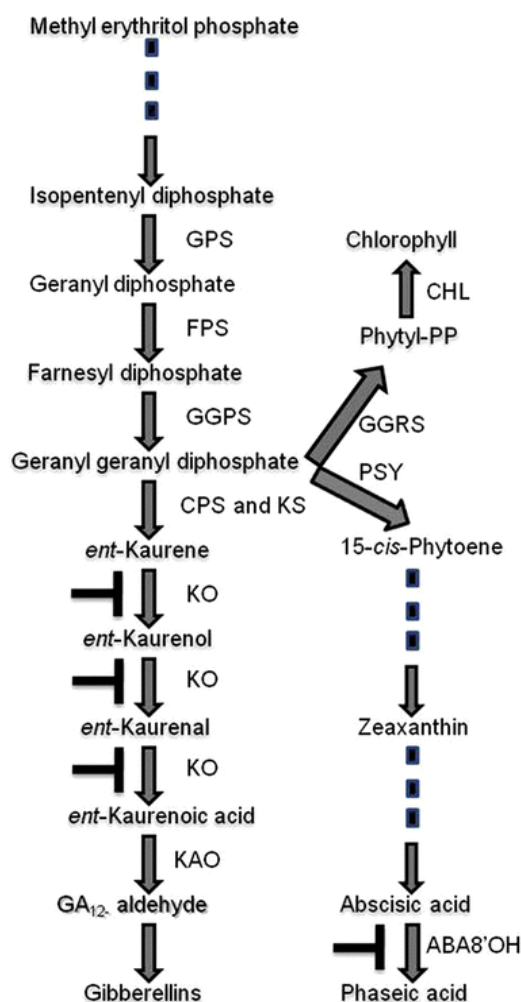 Methyl erythritol phosphate
Isopentenyl diphosphate
GPS
Geranyl diphosphate
FPS
Farnesyl diphosphate
GGPS
Geranyl geranyl diphosphate
CPS and KS
ent-Kaurene
KO
ent-Kaurenol
KO
ent-Kaurenal
KO
ent-Kaurenoic acid
KAO
GA12- aldehyde
Gibberellins
Chlorophyll
CHL
Phytyl-PP
GGRS
PSY
15-cis-Phytoene
Zeaxanthin
Abscisic acid
ABA8'OH
Phaseic acid